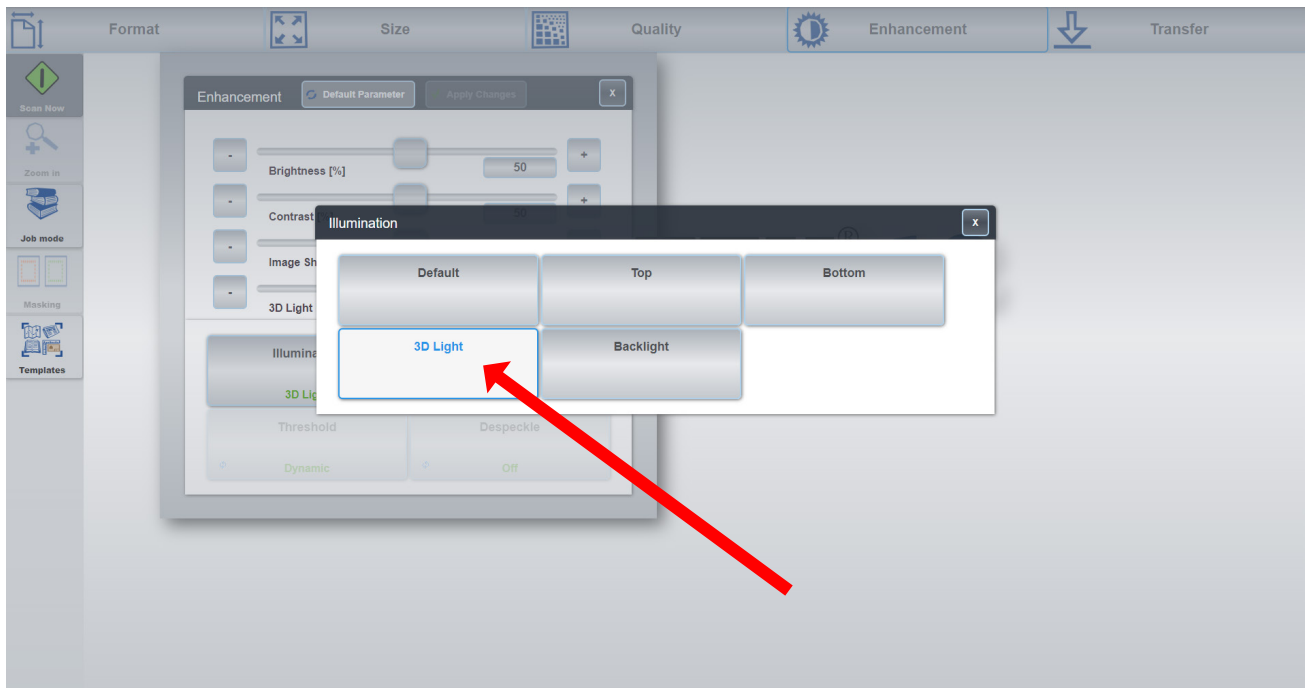 Format Size Quality Enhancement Transfer
Scan Now
Zoom in
Job mode
Masking
Templates
Enhancement Default Parameter Apply Changes x
- Brightness [%] 50 +
- Contrast 50 +
- Image Sh
- 3D Light
Illumina
3D Lig
Threshold Despeckle
Dynamic Off
Illumination x
Default Top Bottom
3D Light Backlight
®